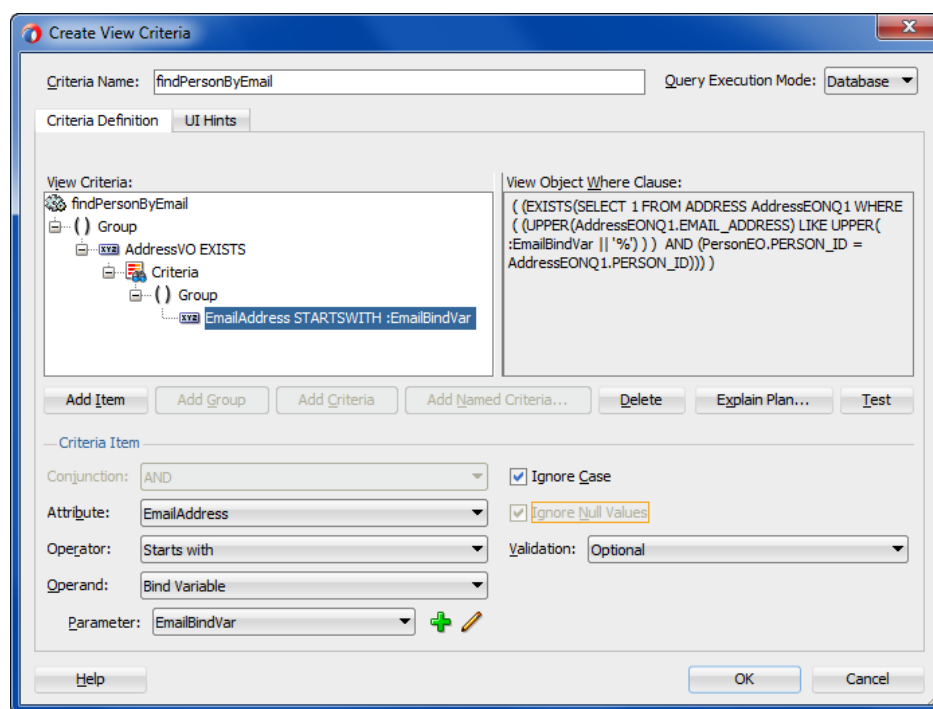 Create View Criteria
Criteria Name: findPersonByEmail Query Execution Mode: Database
Criteria Definition UI Hints
View Criteria: View Object Where Clause:
findPersonByEmail
( ) Group
XYZ AddressVO EXISTS
Criteria
( ) Group
XYZ EmailAddress STARTSWITH :EmailBindVar
( (EXISTS(SELECT 1 FROM ADDRESS AddressEONQ1 WHERE
( (UPPER(AddressEONQ1.EMAIL_ADDRESS) LIKE UPPER(
:EmailBindVar || '%') ) )  AND (PersonEO.PERSON_ID =
AddressEONQ1.PERSON_ID))) )
Add Item Add Group Add Criteria Add Named Criteria... Delete Explain Plan... Test
Criteria Item
Conjunction: AND Ignore Case
Attribute: EmailAddress Ignore Null Values
Operator: Starts with Validation: Optional
Operand: Bind Variable
Parameter: EmailBindVar
Help OK Cancel